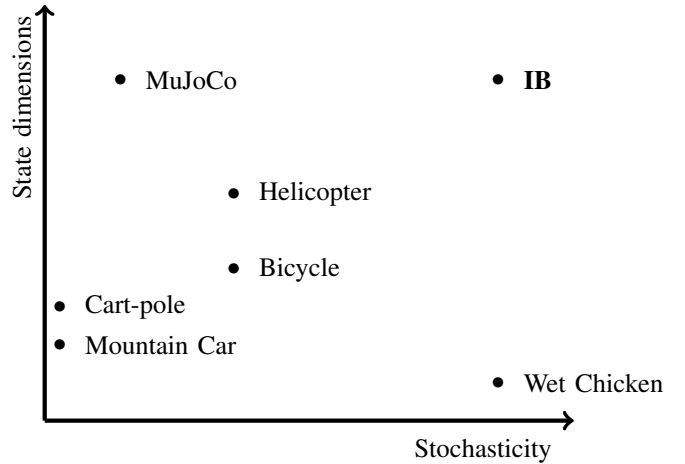 State dimensions
MuJoCo
IB
Helicopter
Bicycle
Cart-pole
Mountain Car
Wet Chicken
Stochasticity